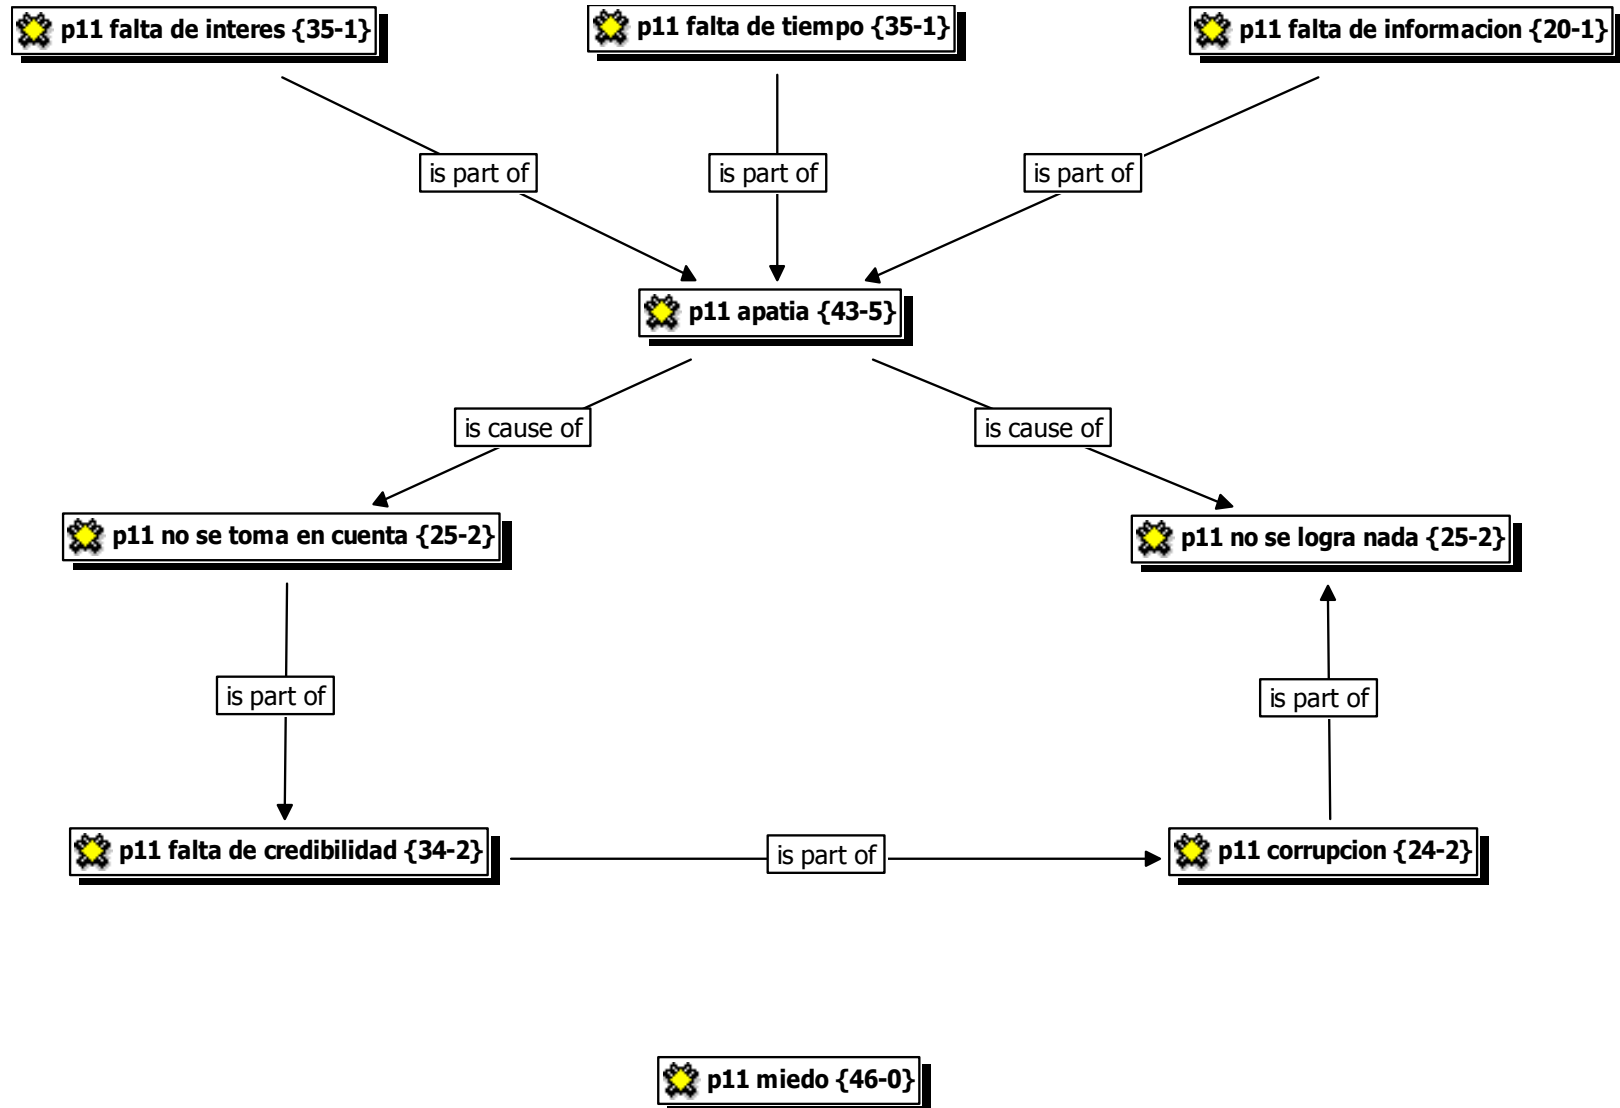 p11 falta de interes {35-1}
p11 falta de tiempo {35-1}
p11 falta de informacion {20-1}
is part of
is part of
is part of
p11 apatia {43-5}
is cause of
is cause of
p11 no se toma en cuenta {25-2}
p11 no se logra nada {25-2}
is part of
is part of
p11 falta de credibilidad {34-2}
is part of
p11 corrupcion {24-2}
p11 miedo {46-0}